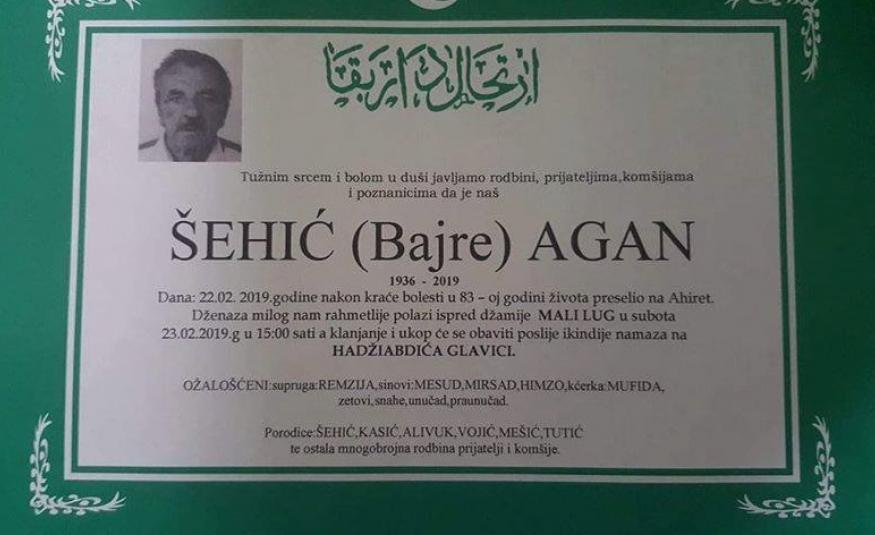 ارتحال دار بقا
Tužnim srcem i bolom u duši javljamo rodbini, prijateljima,komšijama
i poznanicima da je naš
ŠEHIĆ (Bajre) AGAN
1936 - 2019
Dana: 22.02. 2019.godine nakon kraće bolesti u 83 – oj godini života preselio na Ahiret.
Dženaza milog nam rahmetlije polazi ispred džamije MALI LUG u subota
23.02.2019.g u 15:00 sati a klanjanje i ukop će se obaviti poslije ikindije namaza na
HADŽIABDIĆA GLAVICI.
OŽALOŠĆENI:supruga:REMZIJA,sinovi:MESUD,MIRSAD,HIMZO,kćerka:MUFIDA,
zetovi,snahe,unučad,praunučad.
Porodice:ŠEHIĆ,KASIĆ,ALIVUK,VOJIĆ,MEŠIĆ,TUTIĆ
te ostala mnogobrojna rodbina prijatelji i komšije.